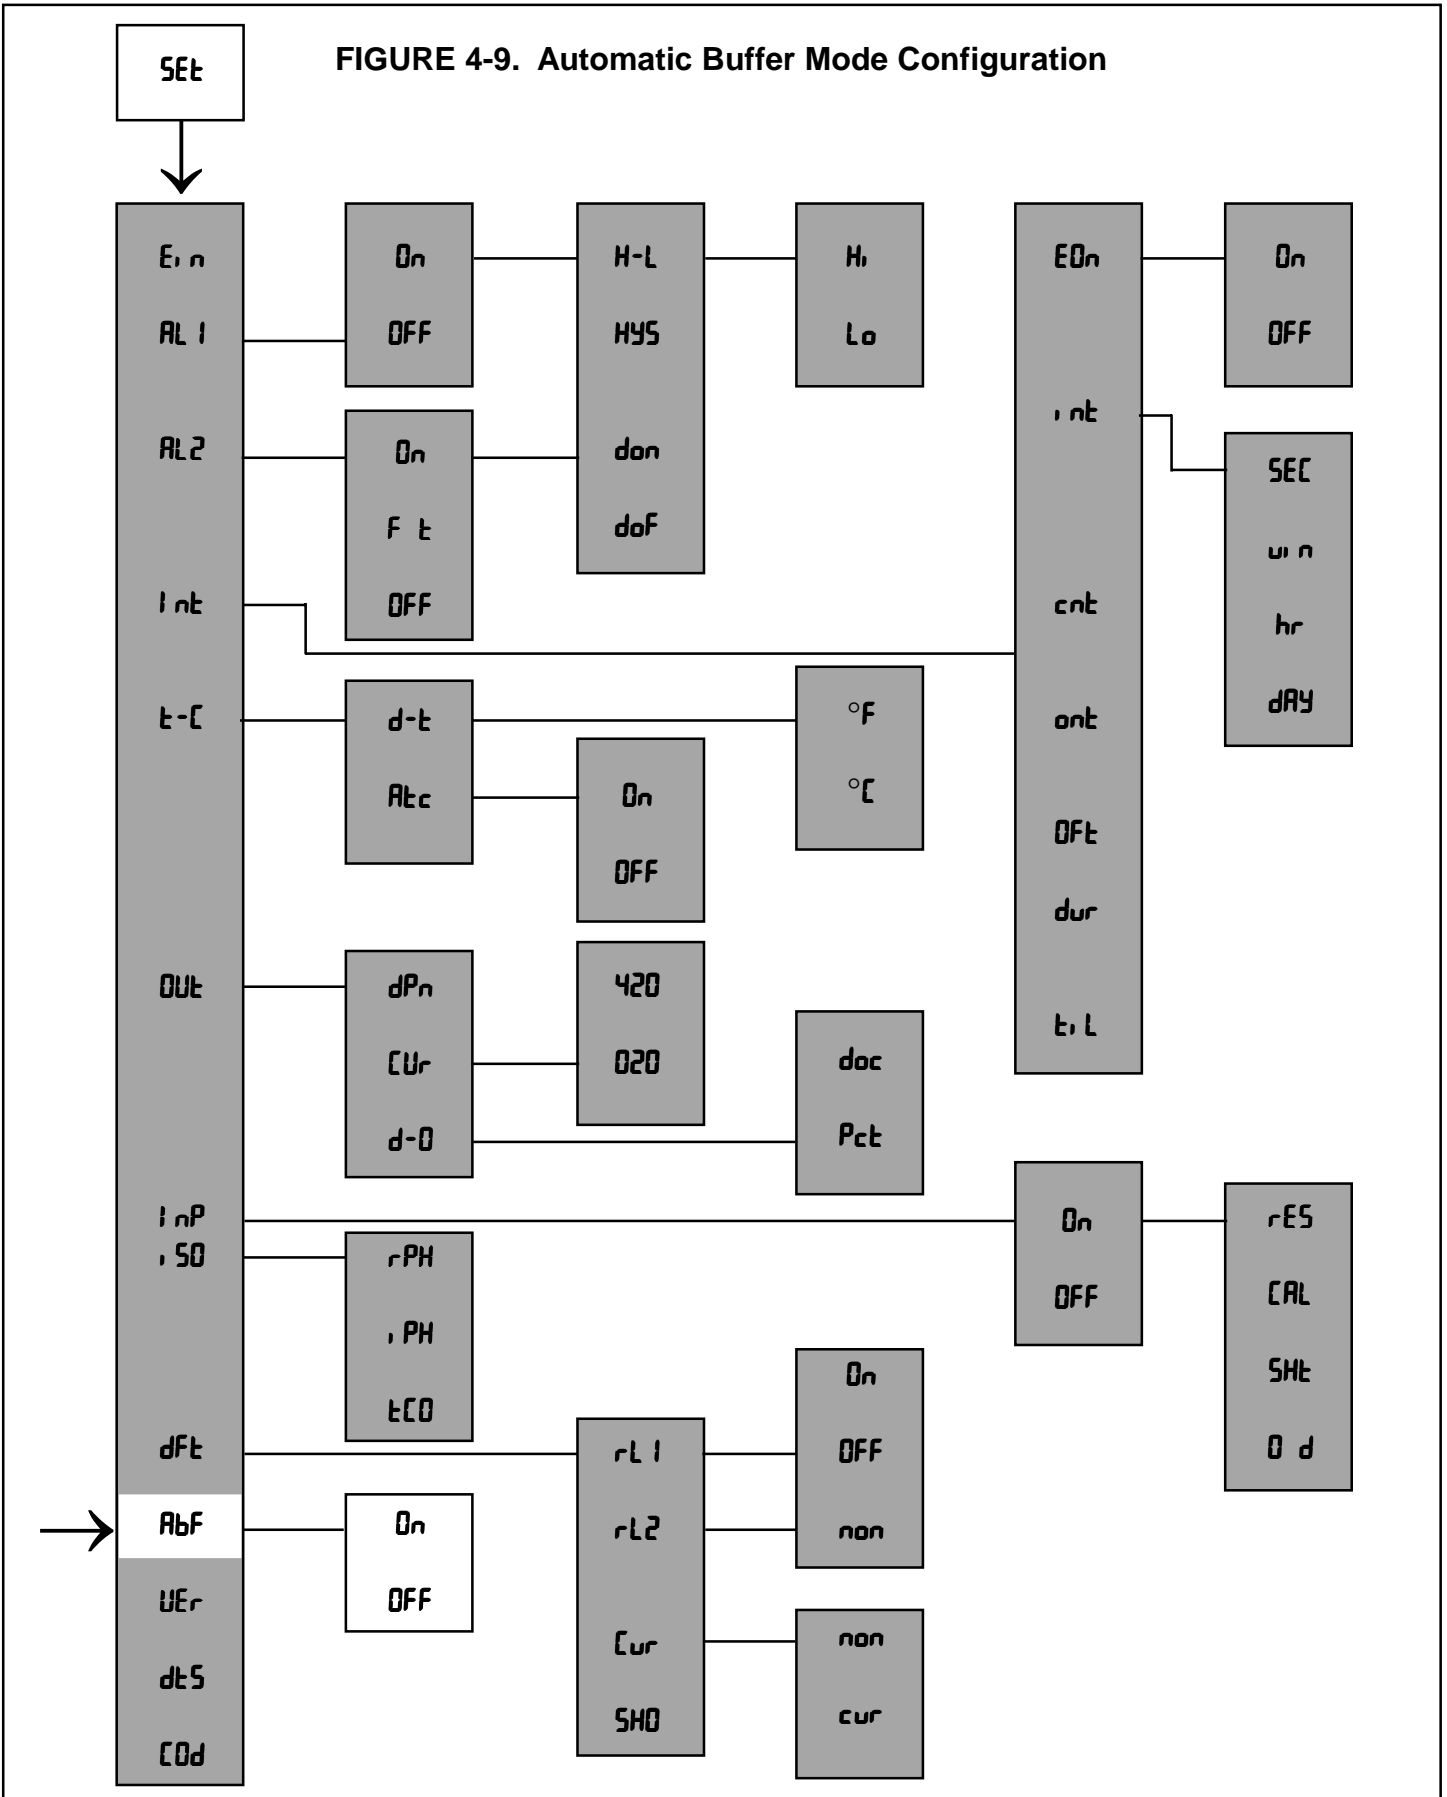 SEt
FIGURE 4-9. Automatic Buffer Mode Configuration
Ein
AL1
AL2
Int
t-C
OUt
InP
iSO
dFt
AbF
UEr
dtS
COd
On
OFF
On
Ft
OFF
d-t
Atc
dPn
CUr
d-O
rPH
iPH
tCO
On
OFF
H-L
HYS
don
doF
On
OFF
420
020
rL1
rL2
Cur
SHO
Hi
Lo
°F
°C
doc
Pct
On
OFF
non
non
cur
EOn
int
cnt
ont
OFt
dur
tiL
On
OFF
On
OFF
SEC
uin
hr
dAY
rES
CAL
SHt
O d